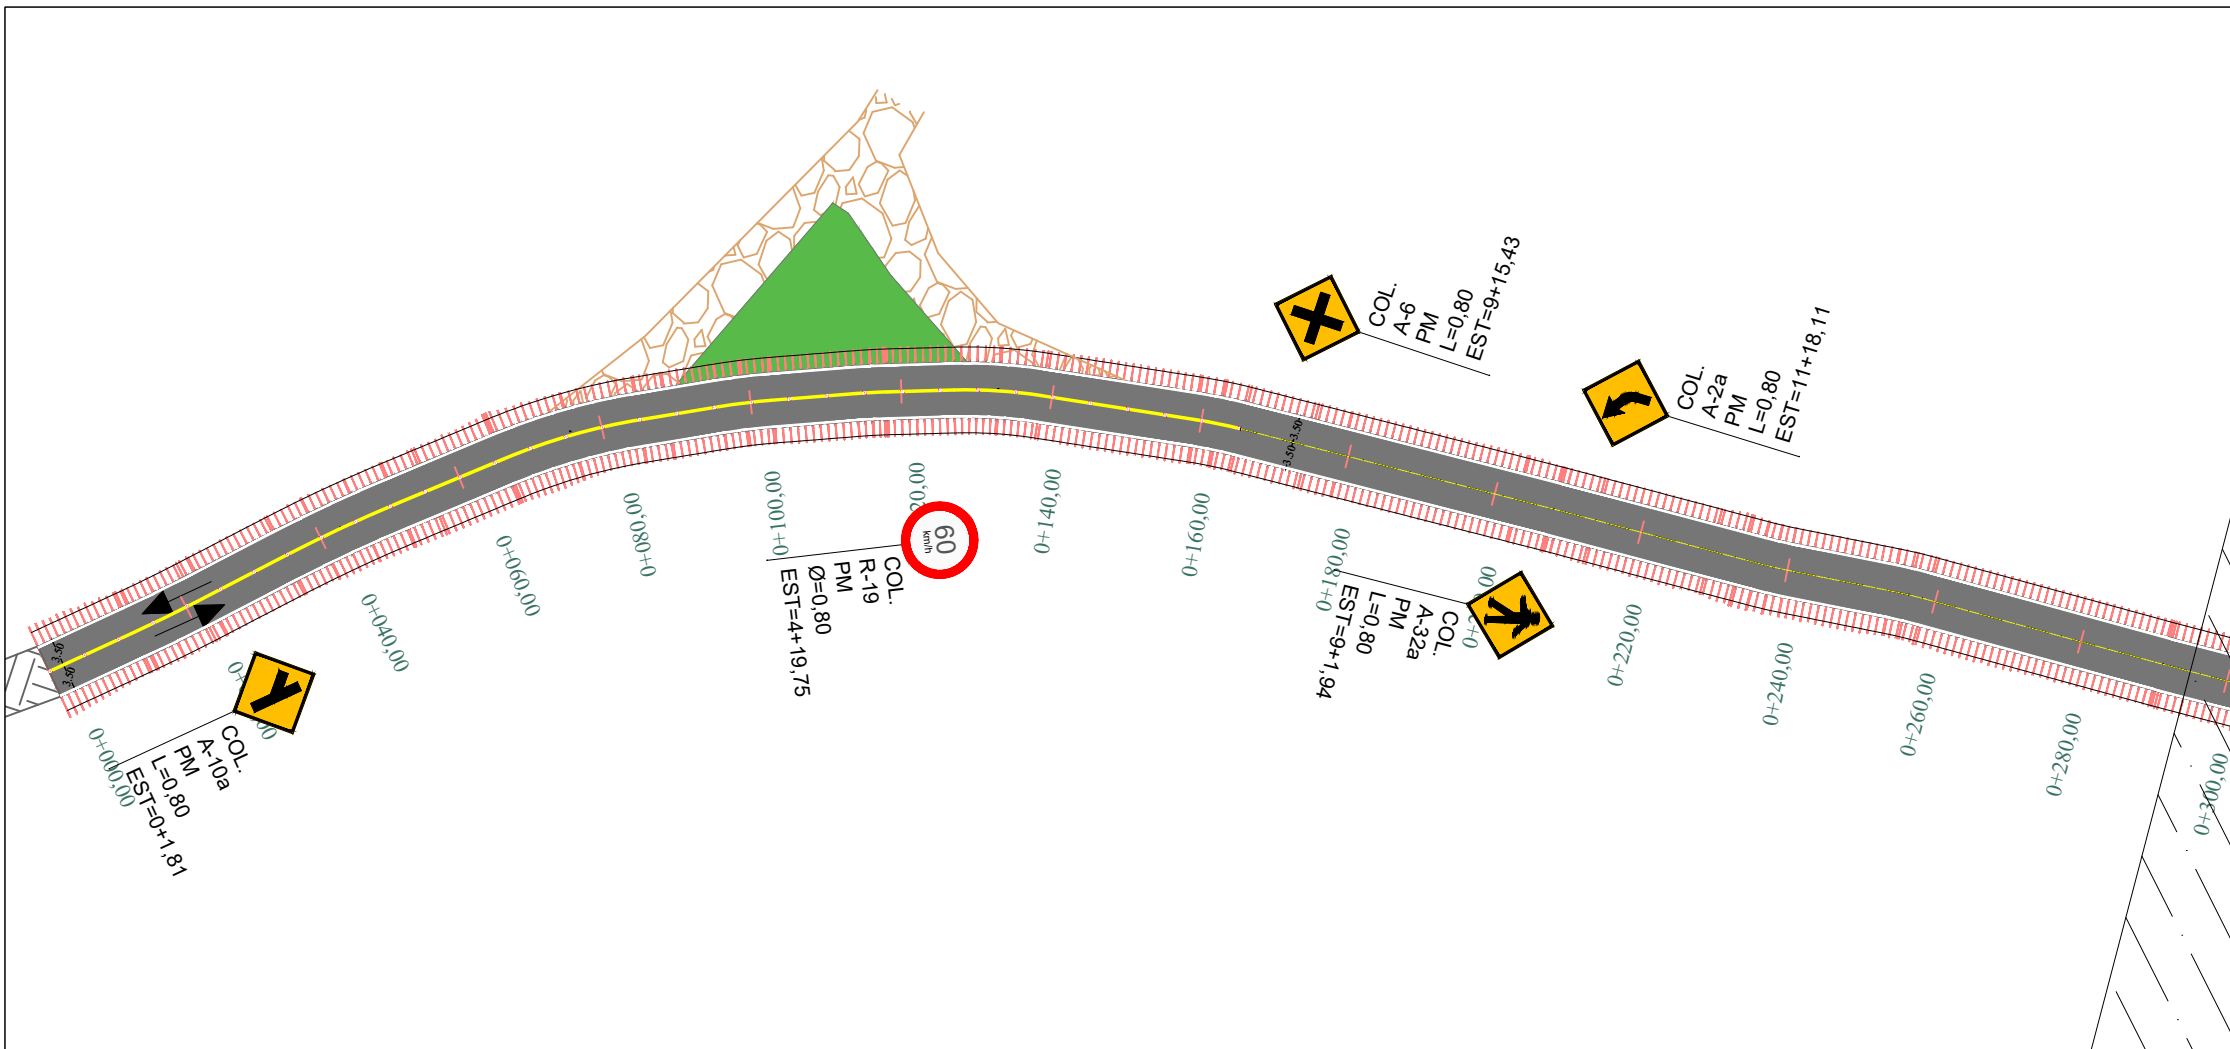 COL.
A-6
PM
L=0,80
EST=9+15,43
COL.
A-2a
PM
L=0,80
EST=11+18,11
3.50
3.50
3.50
3.50
0+000,00
0+040,00
0+060,00
0+080,00
0+100,00
0+140,00
0+160,00
0+180,00
0+220,00
0+240,00
0+260,00
0+280,00
0+300,00
60
km/h
COL.
R-19
PM
Ø=0,80
EST=4+19,75
COL.
A-32a
PM
L=0,80
EST=9+1,94
COL.
A-10a
PM
L=0,80
EST=0+1,81